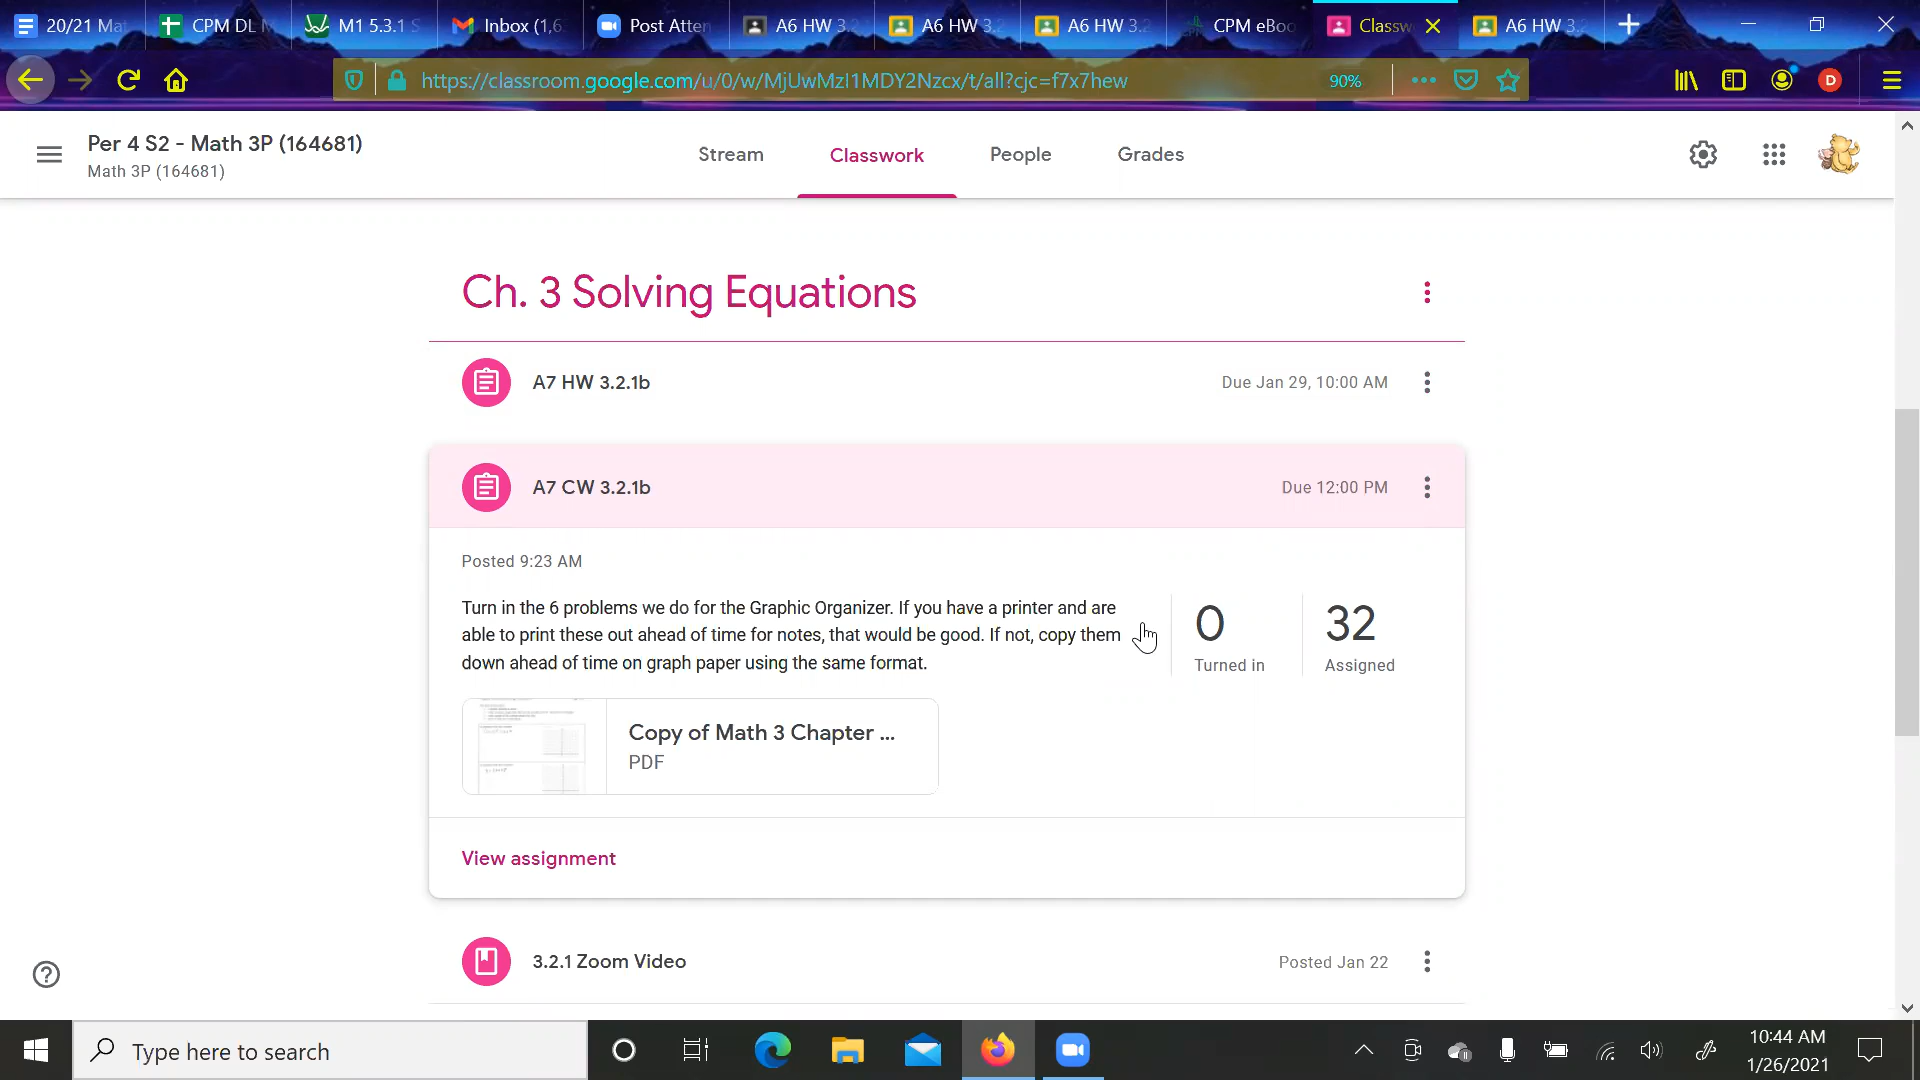 20/21 Ma
CPM DL M
M1 5.3.1 S
Inbox (1,6
Post Atten
A6 HW 3.2
A6 HW 3.2
A6 HW 3.2
CPM eBoo
Classw
A6 HW 3.2
https://classroom.google.com/u/0/w/MjUwMzI1MDY2Nzcx/t/all?cjc=f7x7hew
90%
D
Per 4 S2 - Math 3P (164681)
Math 3P (164681)
Stream
Classwork
People
Grades
Ch. 3 Solving Equations
A7 HW 3.2.1b
Due Jan 29, 10:00 AM
A7 CW 3.2.1b
Due 12:00 PM
Posted 9:23 AM
Turn in the 6 problems we do for the Graphic Organizer. If you have a printer and are
able to print these out ahead of time for notes, that would be good. If not, copy them
down ahead of time on graph paper using the same format.
0
Turned in
32
Assigned
Copy of Math 3 Chapter ...
PDF
View assignment
3.2.1 Zoom Video
Posted Jan 22
Type here to search
10:44 AM
1/26/2021